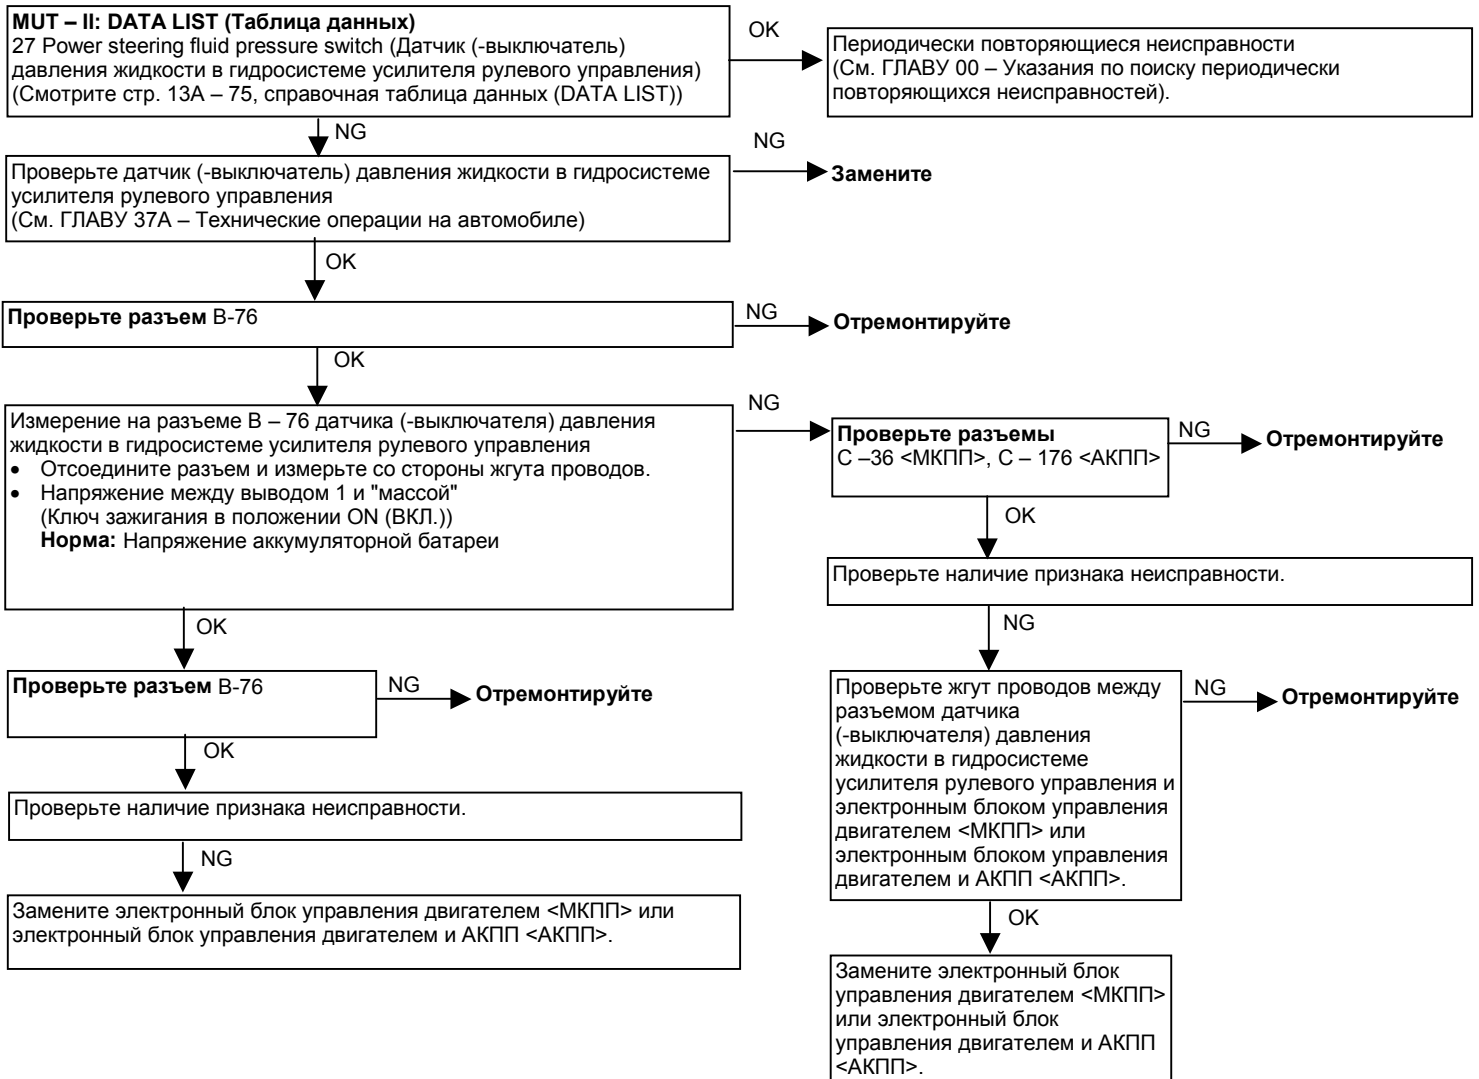 MUT – II: DATA LIST (Таблица данных)
27 Power steering fluid pressure switch (Датчик (-выключатель)
давления жидкости в гидросистеме усилителя рулевого управления)
(Смотрите стр. 13А – 75, справочная таблица данных (DATA LIST))
OK
Периодически повторяющиеся неисправности
(См. ГЛАВУ 00 – Указания по поиску периодически
повторяющихся неисправностей).
NG
Проверьте датчик (-выключатель) давления жидкости в гидросистеме
усилителя рулевого управления
(См. ГЛАВУ 37А – Технические операции на автомобиле)
NG
Замените
OK
Проверьте разъем В-76
NG
Отремонтируйте
OK
Измерение на разъеме В – 76 датчика (-выключателя) давления
жидкости в гидросистеме усилителя рулевого управления
• Отсоедините разъем и измерьте со стороны жгута проводов.
• Напряжение между выводом 1 и "массой"
(Ключ зажигания в положении ON (ВКЛ.))
Норма: Напряжение аккумуляторной батареи
NG
Проверьте разъемы
С –36 <МКПП>, С – 176 <АКПП>
NG
Отремонтируйте
OK
Проверьте наличие признака неисправности.
NG
Проверьте жгут проводов между
разъемом датчика
(-выключателя) давления
жидкости в гидросистеме
усилителя рулевого управления и
электронным блоком управления
двигателем <МКПП> или
электронным блоком управления
двигателем и АКПП <АКПП>.
NG
Отремонтируйте
OK
Замените электронный блок
управления двигателем <МКПП>
или электронный блок
управления двигателем и АКПП
<АКПП>.
OK
Проверьте разъем В-76
NG
Отремонтируйте
OK
Проверьте наличие признака неисправности.
NG
Замените электронный блок управления двигателем <МКПП> или
электронный блок управления двигателем и АКПП <АКПП>.